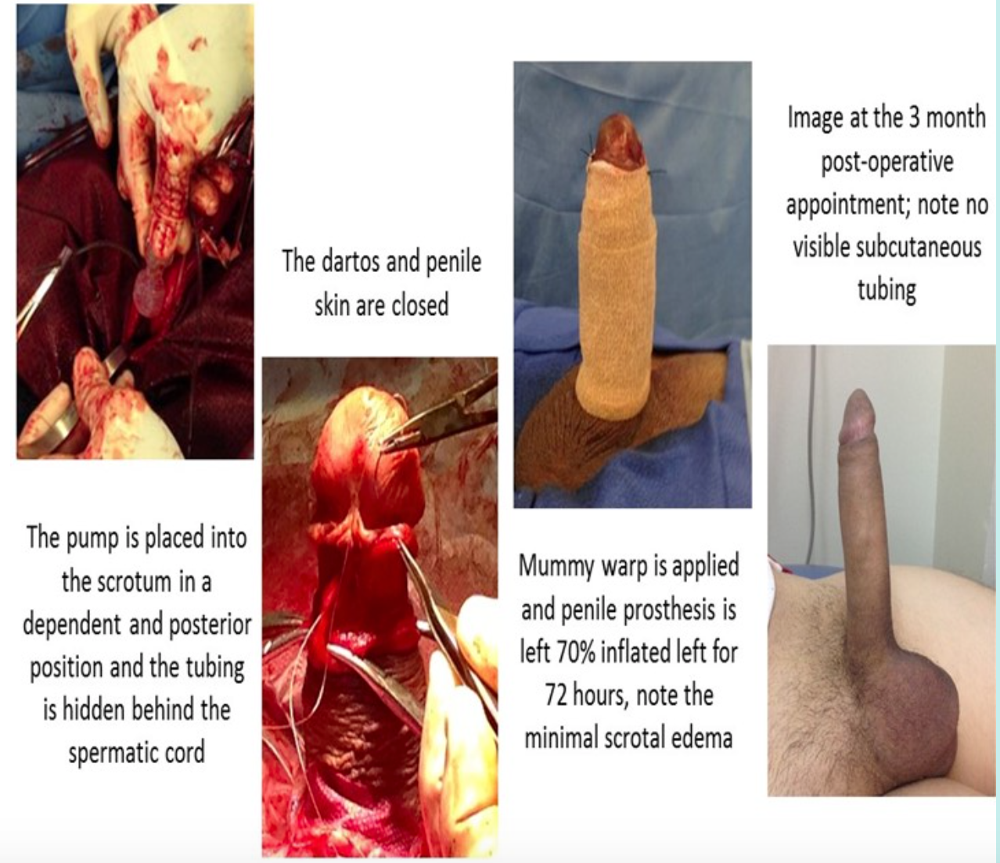 The pump is placed into
the scrotum in a
dependent and posterior
position and the tubing
is hidden behind the
spermatic cord
The dartos and penile
skin are closed
Mummy warp is applied
and penile prosthesis is
left 70% inflated left for
72 hours, note the
minimal scrotal edema
Image at the 3 month
post-operative
appointment; note no
visible subcutaneous
tubing